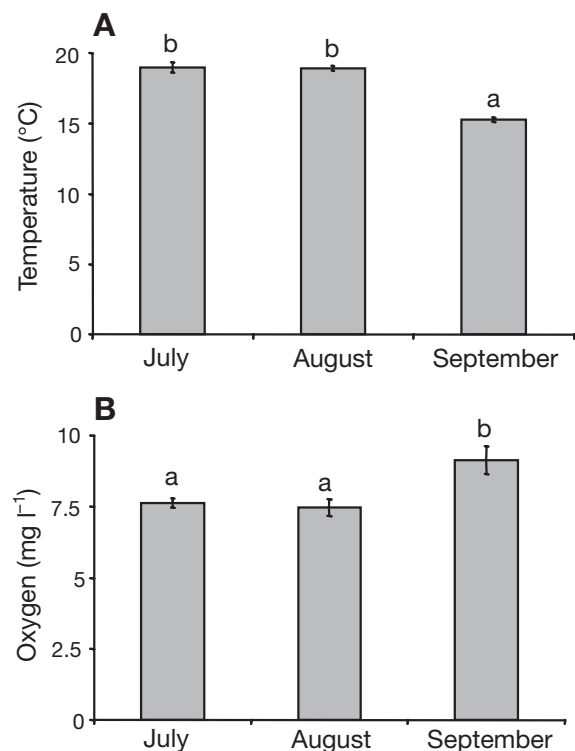 A
b
b
a
20
15
10
5
0
Temperature (°C)
July
August
September
B
a
a
b
10
7.5
5
2.5
0
Oxygen (mg l⁻¹)
July
August
September